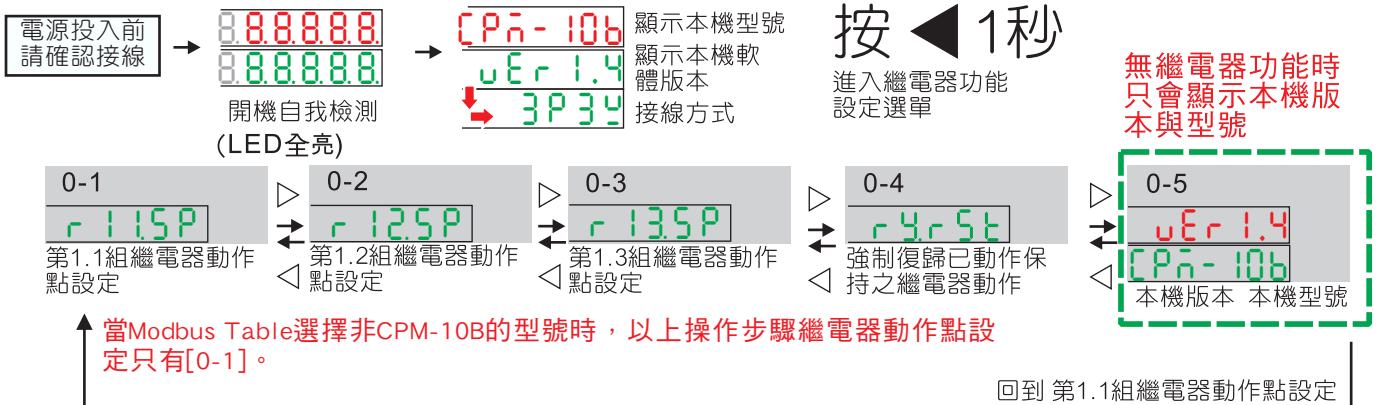 電源投入前
請確認接線
8.8.8.8.8.8.
8.8.8.8.8.8.
開機自我檢測
(LED全亮)
CPm-10b
vEr1.4
3P3W
顯示本機型號
顯示本機軟
體版本
接線方式
按 ◀ 1秒
進入繼電器功能
設定選單
無繼電器功能時
只會顯示本機版
本與型號
0-1
r11.SP
第1.1組繼電器動作
點設定
0-2
r12.SP
第1.2組繼電器動作
點設定
0-3
r13.SP
第1.3組繼電器動作
點設定
0-4
rY.rSt
強制復歸已動作保
持之繼電器動作
0-5
vEr1.4
CPm-10b
本機版本 本機型號
當Modbus Table選擇非CPM-10B的型號時，以上操作步驟繼電器動作點設
定只有[0-1]。
回到 第1.1組繼電器動作點設定